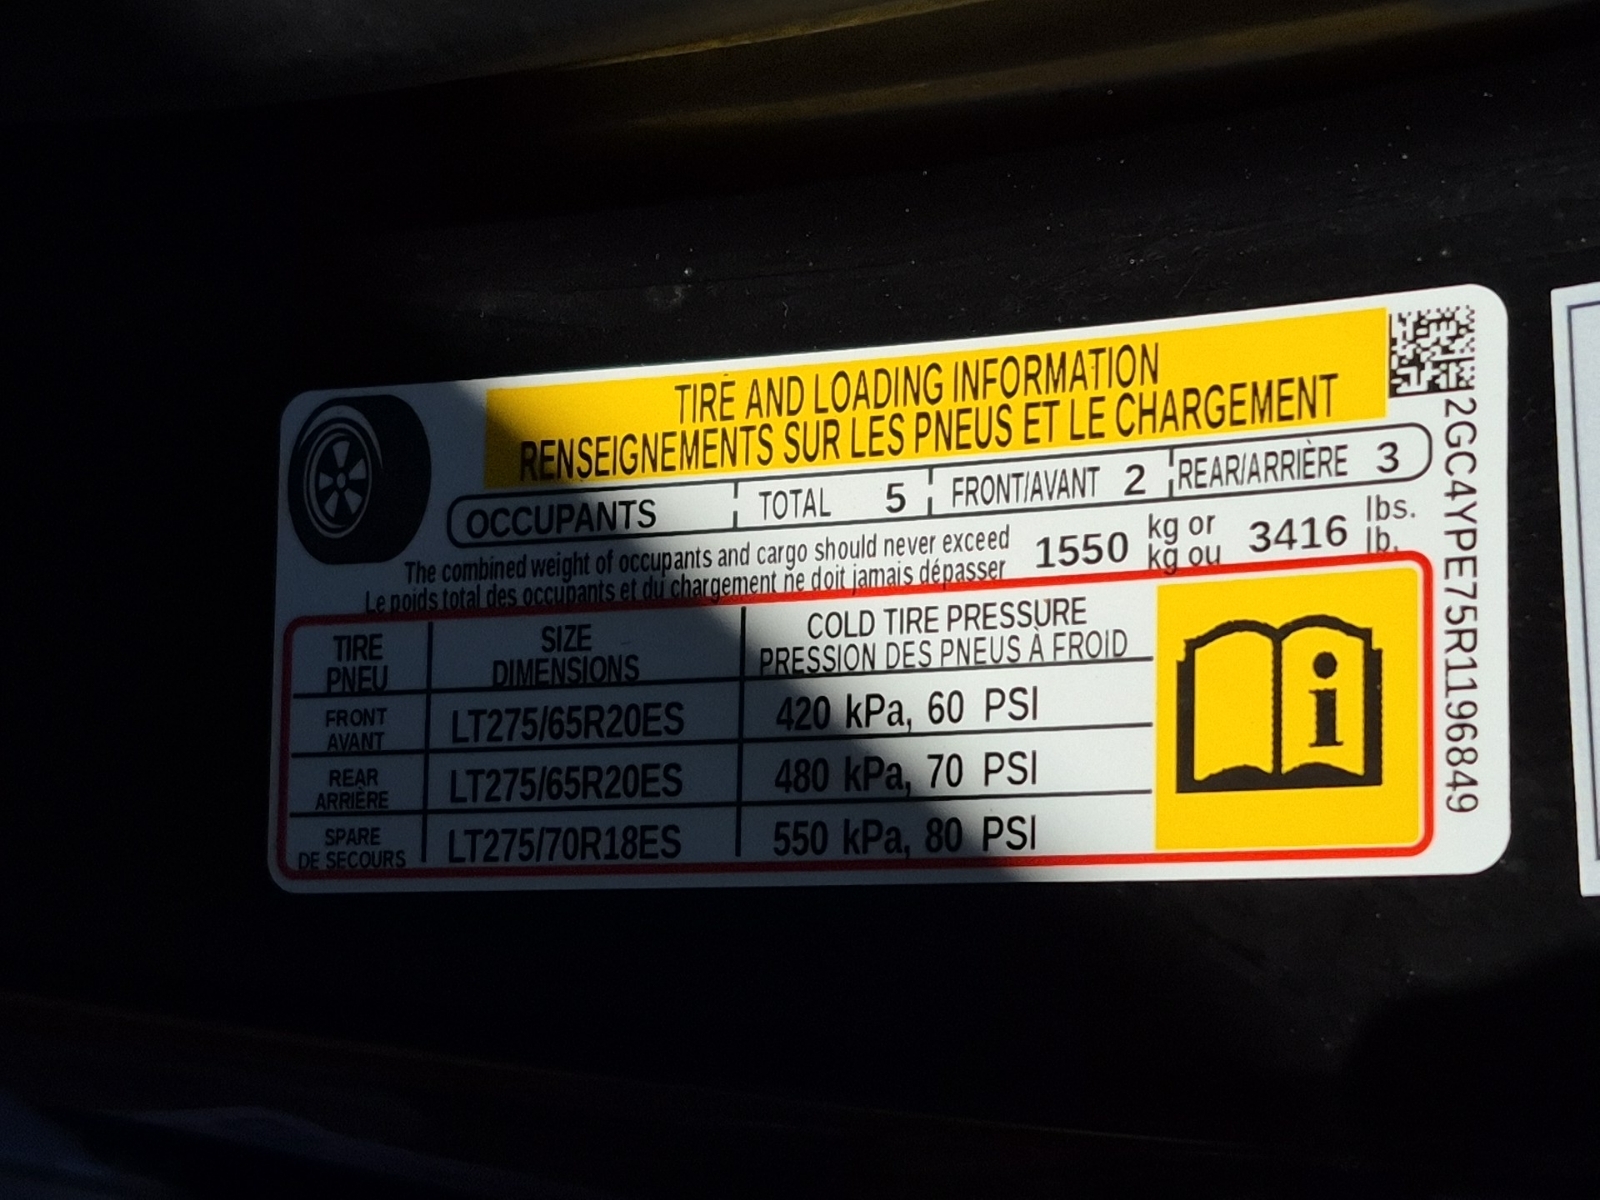 TIRE AND LOADING INFORMATION
RENSEIGNEMENTS SUR LES PNEUS ET LE CHARGEMENT
OCCUPANTS TOTAL 5 FRONT/AVANT 2 REAR/ARRIÈRE 3
The combined weight of occupants and cargo should never exceed 1550 kg or 3416 lbs.
Le poids total des occupants et du chargement ne doit jamais dépasser kg ou lb.
TIRE SIZE COLD TIRE PRESSURE
PNEU DIMENSIONS PRESSION DES PNEUS À FROID
FRONT
AVANT LT275/65R20ES 420 kPa, 60 PSI
REAR
ARRIÈRE LT275/65R20ES 480 kPa, 70 PSI
SPARE
DE SECOURS LT275/70R18ES 550 kPa, 80 PSI
i
2GC4YPE75R1196849